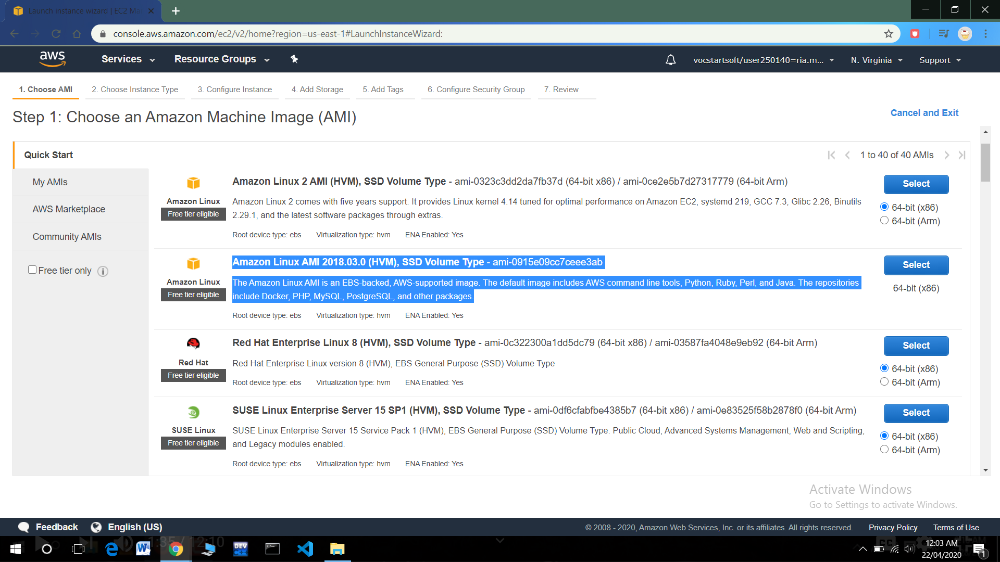 Launch instance wizard | EC2 Ma
console.aws.amazon.com/ec2/v2/home?region=us-east-1#LaunchInstanceWizard:
aws Services Resource Groups vocstartsoft/user250140=ria.m... N. Virginia Support
1. Choose AMI 2. Choose Instance Type 3. Configure Instance 4. Add Storage 5. Add Tags 6. Configure Security Group 7. Review
Step 1: Choose an Amazon Machine Image (AMI)
Cancel and Exit
Quick Start
1 to 40 of 40 AMIs
My AMIs
AWS Marketplace
Community AMIs
Free tier only
Amazon Linux
Free tier eligible
Amazon Linux 2 AMI (HVM), SSD Volume Type - ami-0323c3dd2da7fb37d (64-bit x86) / ami-0ce2e5b7d27317779 (64-bit Arm)
Amazon Linux 2 comes with five years support. It provides Linux kernel 4.14 tuned for optimal performance on Amazon EC2, systemd 219, GCC 7.3, Glibc 2.26, Binutils
2.29.1, and the latest software packages through extras.
Root device type: ebs Virtualization type: hvm ENA Enabled: Yes
Select
64-bit (x86)
64-bit (Arm)
Amazon Linux
Free tier eligible
Amazon Linux AMI 2018.03.0 (HVM), SSD Volume Type - ami-0915e09cc7ceee3ab
The Amazon Linux AMI is an EBS-backed, AWS-supported image. The default image includes AWS command line tools, Python, Ruby, Perl, and Java. The repositories
include Docker, PHP, MySQL, PostgreSQL, and other packages.
Root device type: ebs Virtualization type: hvm ENA Enabled: Yes
Select
64-bit (x86)
Red Hat
Free tier eligible
Red Hat Enterprise Linux 8 (HVM), SSD Volume Type - ami-0c322300a1dd5dc79 (64-bit x86) / ami-03587fa4048e9eb92 (64-bit Arm)
Red Hat Enterprise Linux version 8 (HVM), EBS General Purpose (SSD) Volume Type
Root device type: ebs Virtualization type: hvm ENA Enabled: Yes
Select
64-bit (x86)
64-bit (Arm)
SUSE Linux
Free tier eligible
SUSE Linux Enterprise Server 15 SP1 (HVM), SSD Volume Type - ami-0df6cfabfbe4385b7 (64-bit x86) / ami-0e83525f58b2878f0 (64-bit Arm)
SUSE Linux Enterprise Server 15 Service Pack 1 (HVM), EBS General Purpose (SSD) Volume Type. Public Cloud, Advanced Systems Management, Web and Scripting,
and Legacy modules enabled.
Root device type: ebs Virtualization type: hvm ENA Enabled: Yes
Select
64-bit (x86)
64-bit (Arm)
Activate Windows
Go to Settings to activate Windows.
Feedback English (US) © 2008 - 2020, Amazon Web Services, Inc. or its affiliates. All rights reserved. Privacy Policy Terms of Use
1:35 / 12:10
DEV
12:03 AM
22/04/2020
1